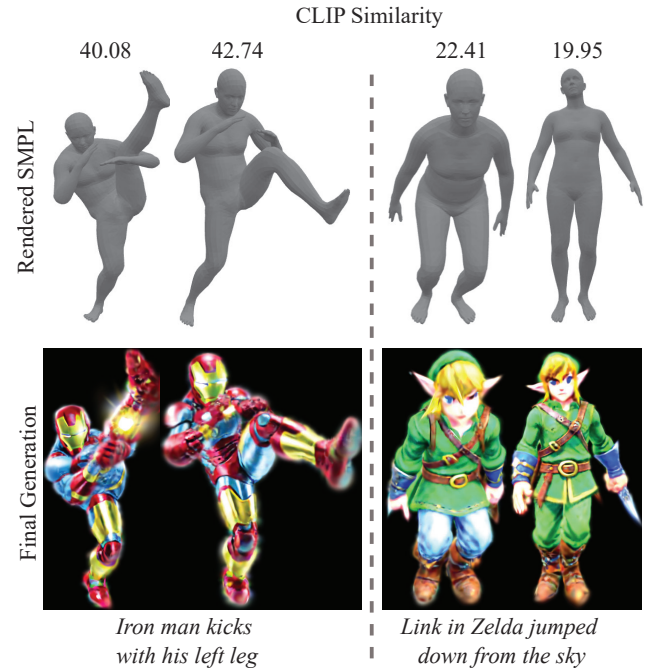 CLIP Similarity
40.08 42.74 22.41 19.95
Rendered SMPL
Final Generation
Iron man kicks
with his left leg
Link in Zelda jumped
down from the sky